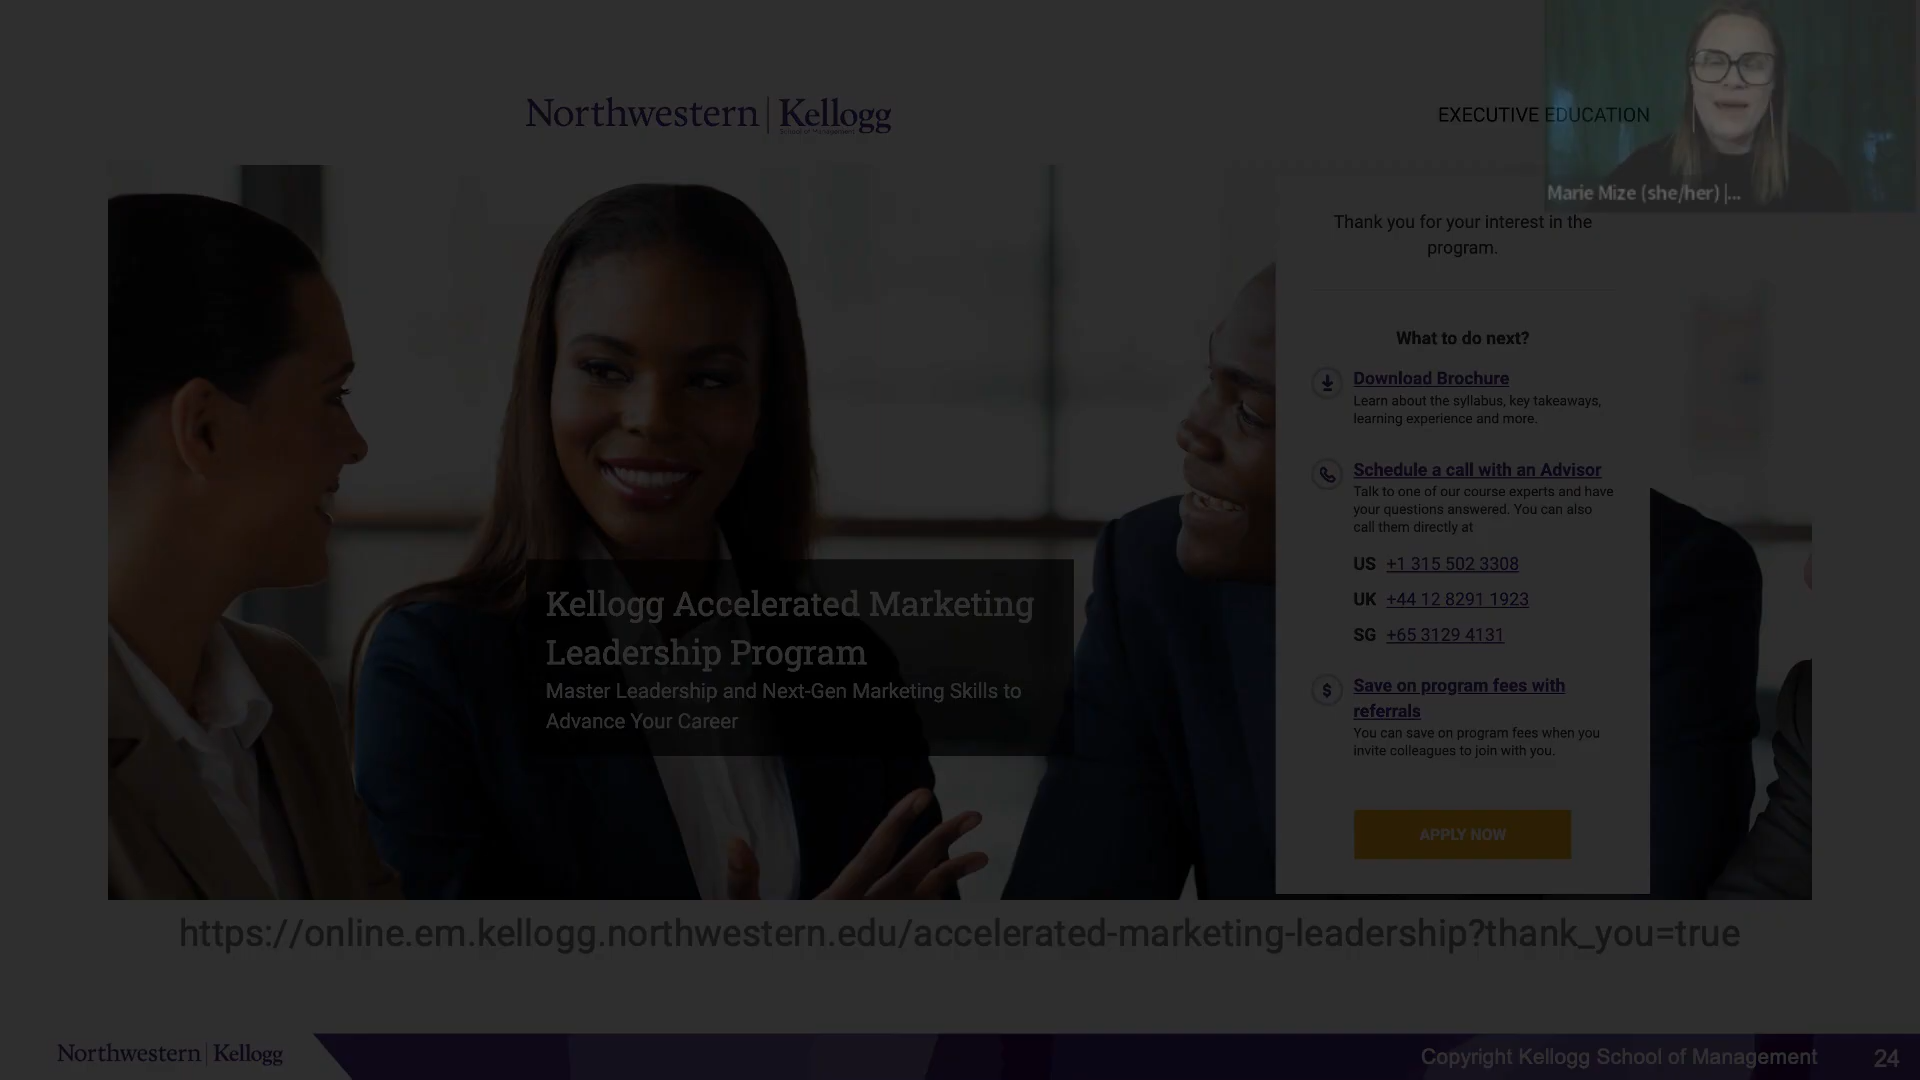 Northwestern | Kellogg
School of Management
EXECUTIVE EDUCATION
Marie Mize (she/her) |...
Thank you for your interest in the
program.
What to do next?
Download Brochure
Learn about the syllabus, key takeaways,
learning experience and more.
Schedule a call with an Advisor
Talk to one of our course experts and have
your questions answered. You can also
call them directly at
US +1 315 502 3308
UK +44 12 8291 1923
SG +65 3129 4131
$ Save on program fees with
referrals
You can save on program fees when you
invite colleagues to join with you.
APPLY NOW
Kellogg Accelerated Marketing
Leadership Program
Master Leadership and Next-Gen Marketing Skills to
Advance Your Career
https://online.em.kellogg.northwestern.edu/accelerated-marketing-leadership?thank_you=true
Northwestern | Kellogg
Copyright Kellogg School of Management 24